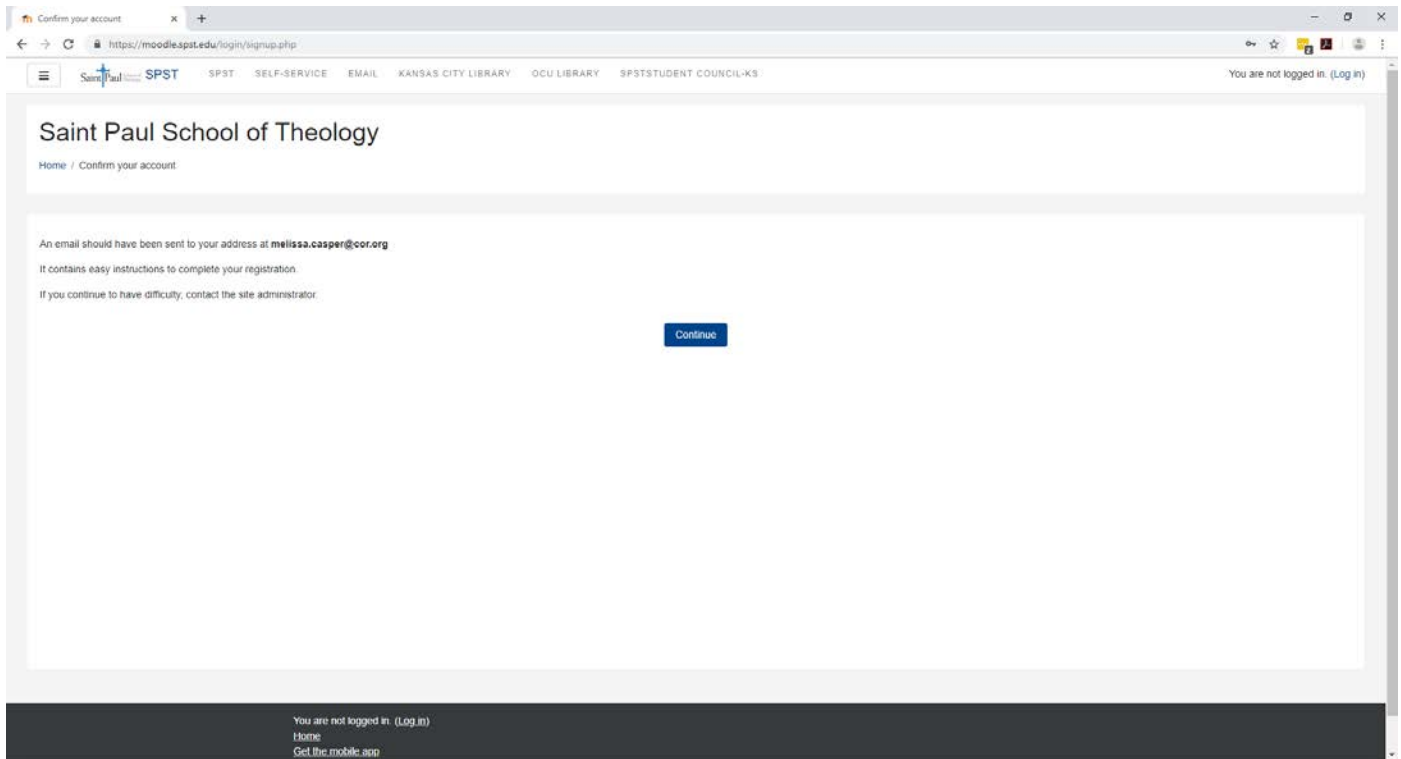 Confirm your account
https://moodle.spst.edu/login/signup.php
Saint Paul SPST SPST SELF-SERVICE EMAIL KANSAS CITY LIBRARY OCU LIBRARY SPSTSTUDENT COUNCIL-KS You are not logged in. (Log in)
Saint Paul School of Theology
Home / Confirm your account
An email should have been sent to your address at melissa.casper@cor.org
It contains easy instructions to complete your registration.
If you continue to have difficulty, contact the site administrator.
Continue
You are not logged in. (Log in)
Home
Get the mobile app